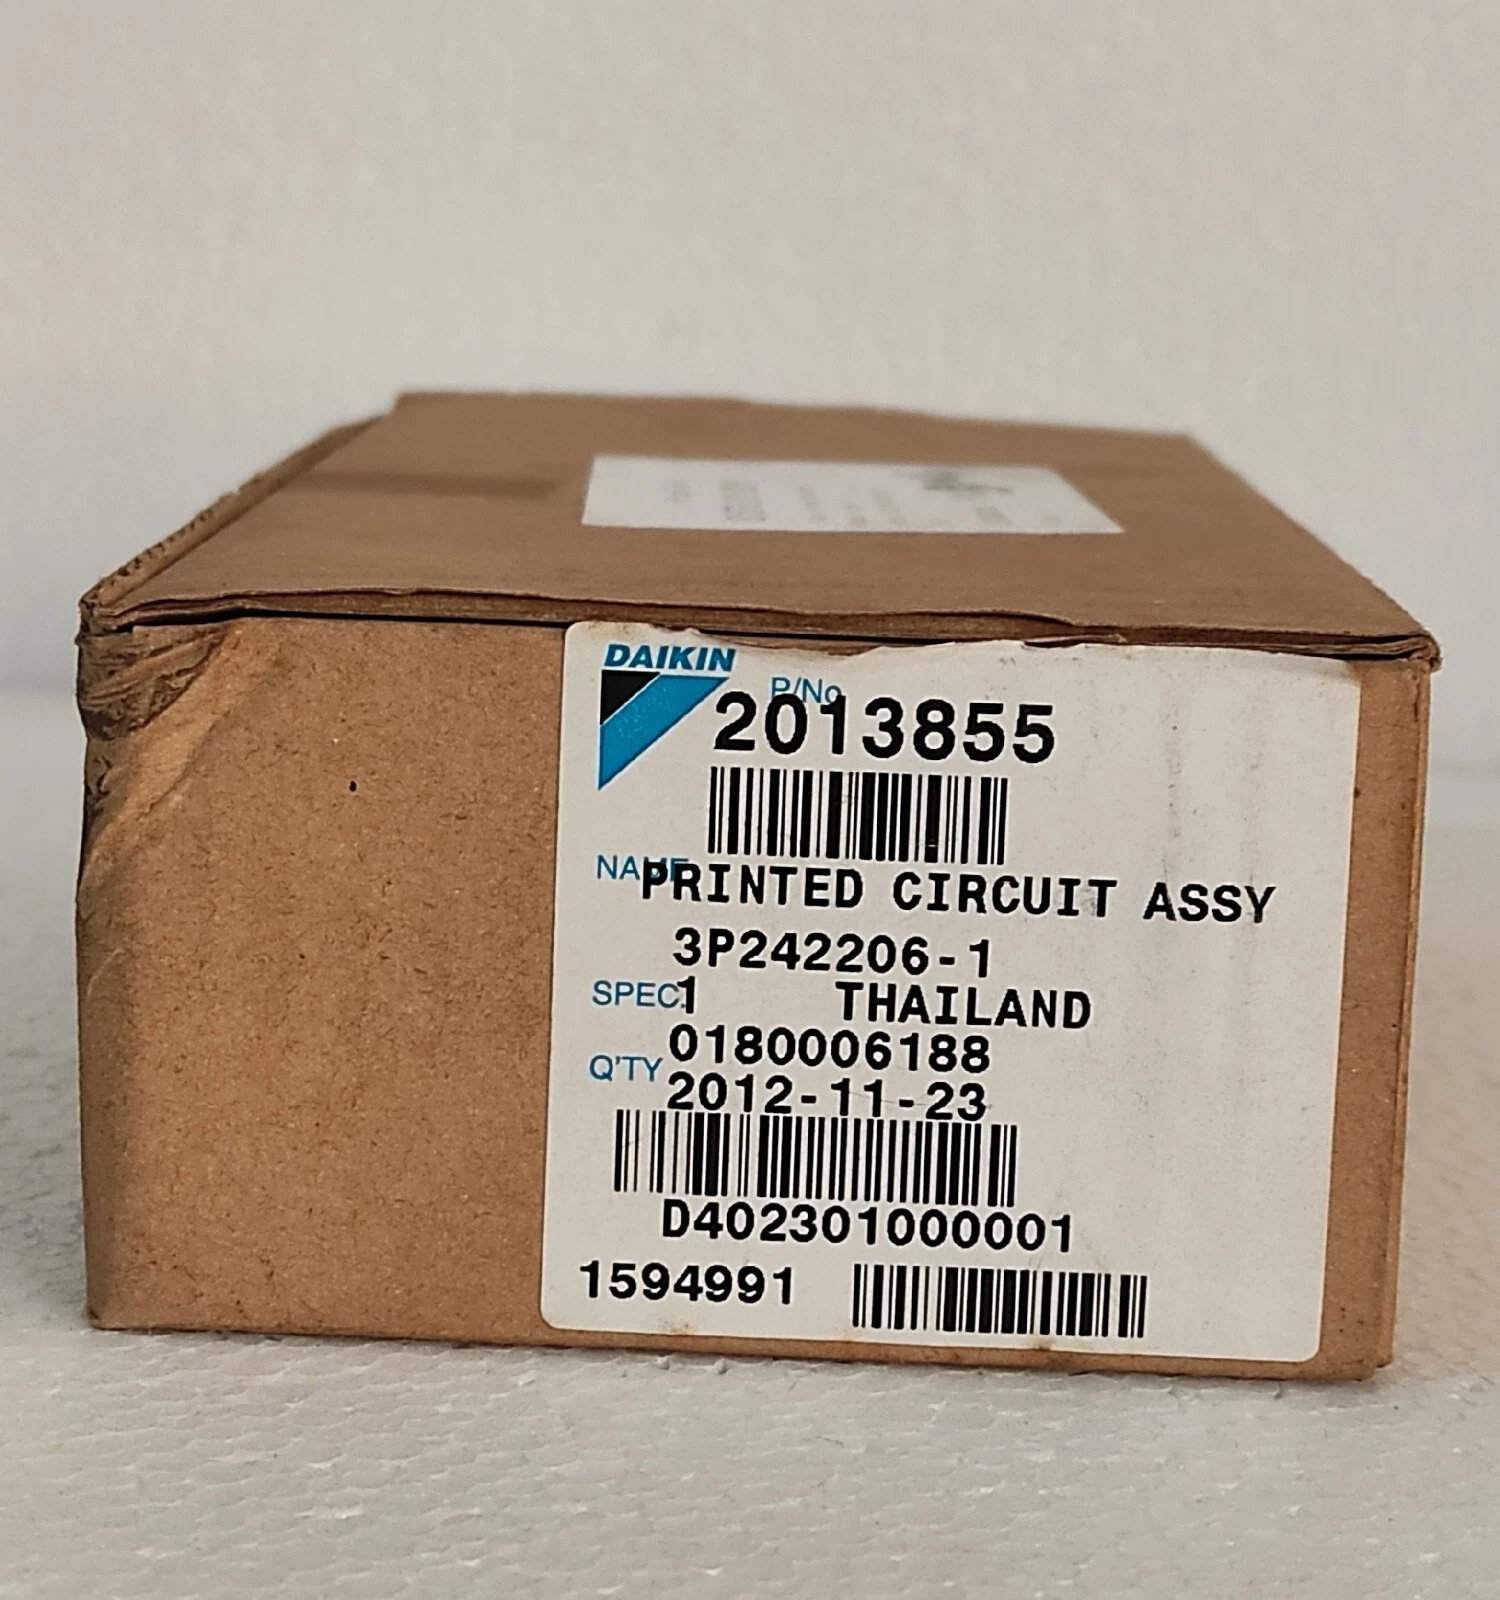 DAIKIN
P/No
2013855
NAME PRINTED CIRCUIT ASSY
3P242206-1
SPEC. 1 THAILAND
0180006188
Q'TY
2012-11-23
D402301000001
1594991